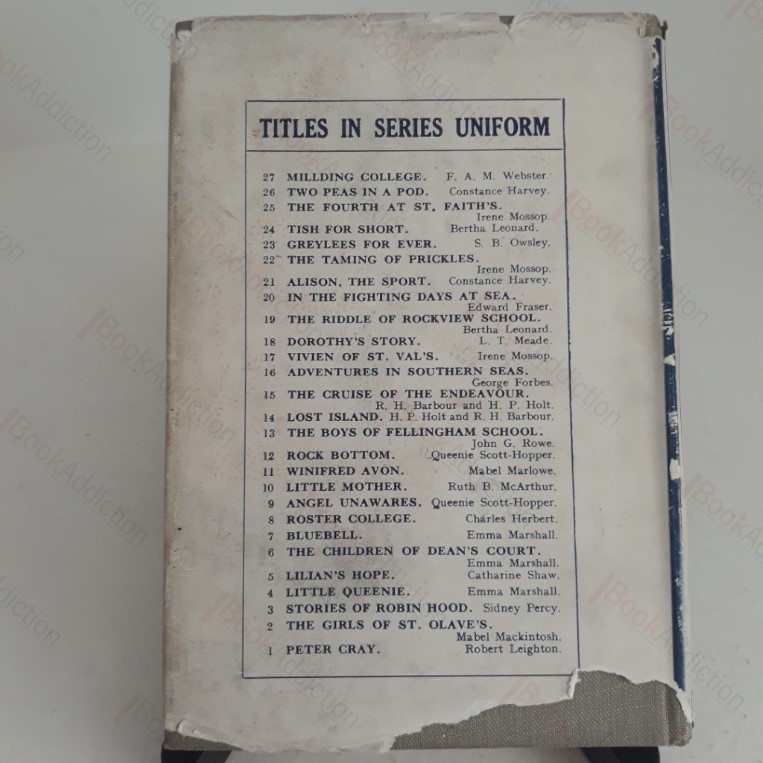 TITLES IN SERIES UNIFORM
27 MILLDING COLLEGE. F. A. M. Webster.
26 TWO PEAS IN A POD. Constance Harvey.
25 THE FOURTH AT ST. FAITH'S.
Irene Mossop.
24 TISH FOR SHORT. Bertha Leonard.
23 GREYLEES FOR EVER. S. B. Owsley.
22 THE TAMING OF PRICKLES.
Irene Mossop.
21 ALISON, THE SPORT. Constance Harvey.
20 IN THE FIGHTING DAYS AT SEA.
Edward Fraser.
19 THE RIDDLE OF ROCKVIEW SCHOOL.
Bertha Leonard.
18 DOROTHY'S STORY. L. T. Meade.
17 VIVIEN OF ST. VAL'S. Irene Mossop.
16 ADVENTURES IN SOUTHERN SEAS.
George Forbes.
15 THE CRUISE OF THE ENDEAVOUR.
R. H. Barbour and H. P. Holt.
14 LOST ISLAND. H. P. Holt and R. H. Barbour.
13 THE BOYS OF FELLINGHAM SCHOOL.
John G. Rowe.
12 ROCK BOTTOM. Queenie Scott-Hopper.
11 WINIFRED AVON. Mabel Marlowe.
10 LITTLE MOTHER. Ruth B. McArthur.
9 ANGEL UNAWARES. Queenie Scott-Hopper.
8 ROSTER COLLEGE. Charles Herbert.
7 BLUEBELL. Emma Marshall.
6 THE CHILDREN OF DEAN'S COURT.
Emma Marshall.
5 LILIAN'S HOPE. Catharine Shaw.
4 LITTLE QUEENIE. Emma Marshall.
3 STORIES OF ROBIN HOOD. Sidney Percy.
2 THE GIRLS OF ST. OLAVE'S.
Mabel Mackintosh.
1 PETER CRAY. Robert Leighton.
BookAddiction